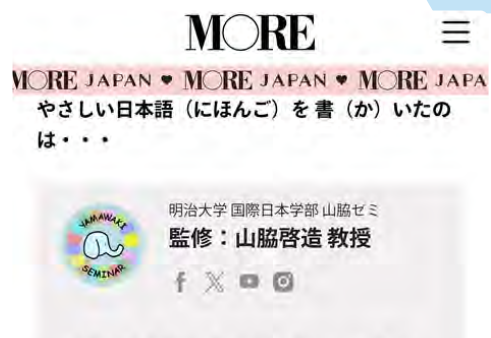 MORE
MORE JAPAN ♥ MORE JAPAN ♥ MORE JAPA
やさしい日本語（にほんご）を 書（か）いたの
は・・・
YAMAWAKI
SEMINAR
明治大学 国際日本学部 山脇ゼミ
監修：山脇啓造 教授